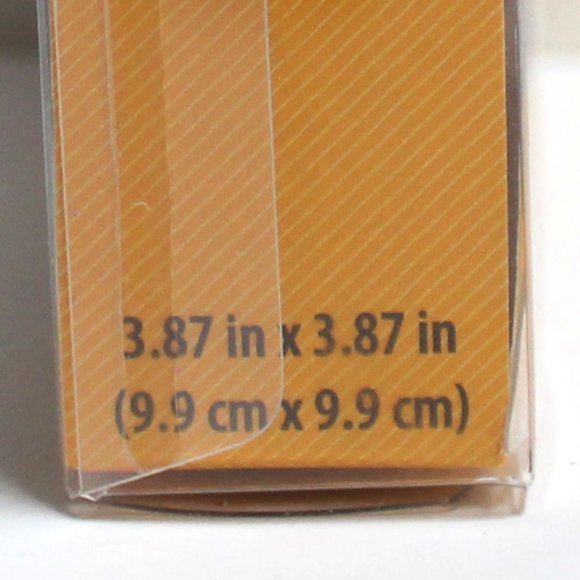 3.87 in x 3.87 in
(9.9 cm x 9.9 cm)